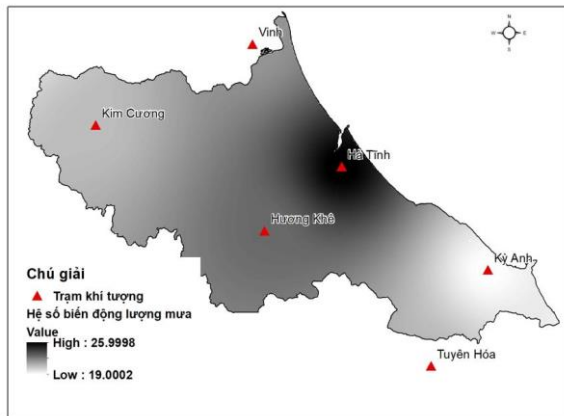 Vinh
N
W E
S
Kim Cương
Hà Tĩnh
Hương Khê
Kỳ Anh
Chú giải
Trạm khí tượng
Hệ số biến động lượng mưa
Value
High : 25.9998
Low : 19.0002
Tuyên Hóa